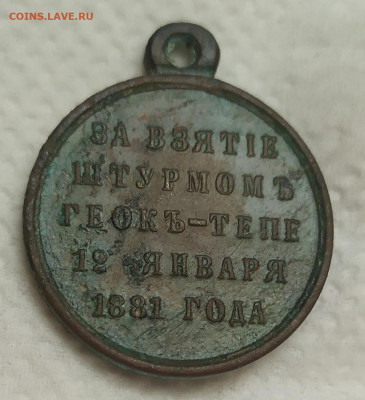 COINS.LAVE.RU
ЗА ВЗЯТІЕ
ШТУРМОМЪ
ГЕОКЪ-ТЕПЕ
12 ЯНВАРЯ
1881 ГОДА